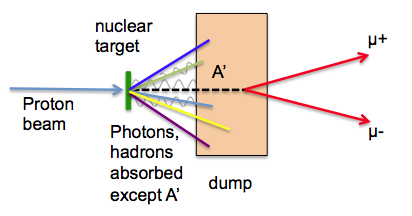 nuclear
target
A'
μ+
Proton
beam
Photons,
hadrons
absorbed
except A'
dump
μ-